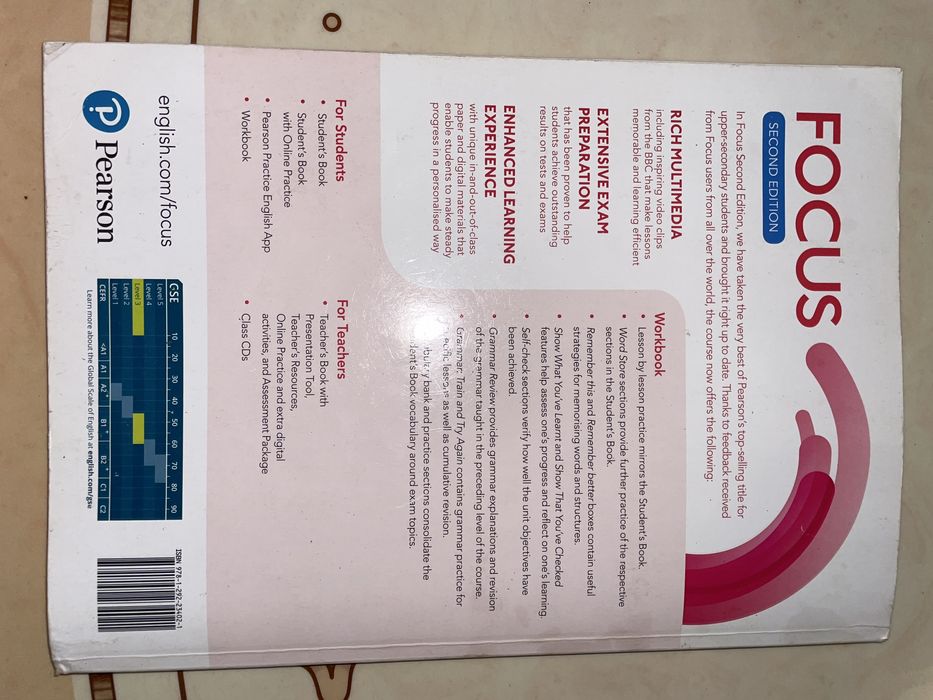 FOCUS
SECOND EDITION
In Focus Second Edition, we have taken the very best of Pearson's top-selling title for
upper-secondary students and brought it right up to date. Thanks to feedback received
from Focus users from all over the world, the course now offers the following:
RICH MULTIMEDIA
including inspiring video clips
from the BBC that make lessons
memorable and learning efficient
EXTENSIVE EXAM
PREPARATION
that has been proven to help
students achieve outstanding
results on tests and exams
ENHANCED LEARNING
EXPERIENCE
with unique in-and-out-of-class
paper and digital materials that
enable students to make steady
progress in a personalised way
Workbook
• Lesson by lesson practice mirrors the Student's Book.
• Word Store sections provide further practice of the respective
sections in the Student's Book.
• Remember this and Remember better boxes contain useful
strategies for memorising words and structures.
• Show What You've Learnt and Show That You've Checked
features help assess one's progress and reflect on one's learning.
• Self-check sections verify how well the unit objectives have
been achieved.
• Grammar Review provides grammar explanations and revision
of the grammar taught in the preceding level of the course.
• Grammar: Train and Try Again contains grammar practice for
lessons as well as cumulative revision.
bank and practice sections consolidate the
Book vocabulary around exam topics.
For Students
• Student's Book
• Student's Book
with Online Practice
• Pearson Practice English App
• Workbook
For Teachers
• Teacher's Book with
Presentation Tool,
Teacher's Resources,
Online Practice and extra digital
activities, and Assessment Package
• Class CDs
english.com/focus
Pearson
GSE 10 20 30 40 50 60 70 80 90
Level 5
Level 4
Level 3
Level 2
Level 1
CEFR <A1 A1 A2 + B1 + B2 + C1 C2
Learn more about the Global Scale of English at english.com/gse
ISBN 978-1-292-23402-1